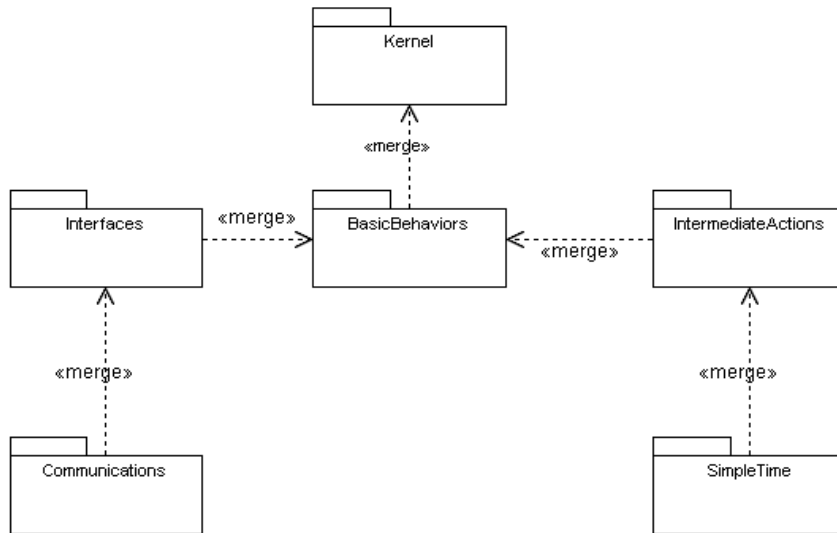 Kernel
«merge»
Interfaces
«merge»
BasicBehaviors
«merge»
IntermediateActions
«merge»
«merge»
Communications
SimpleTime